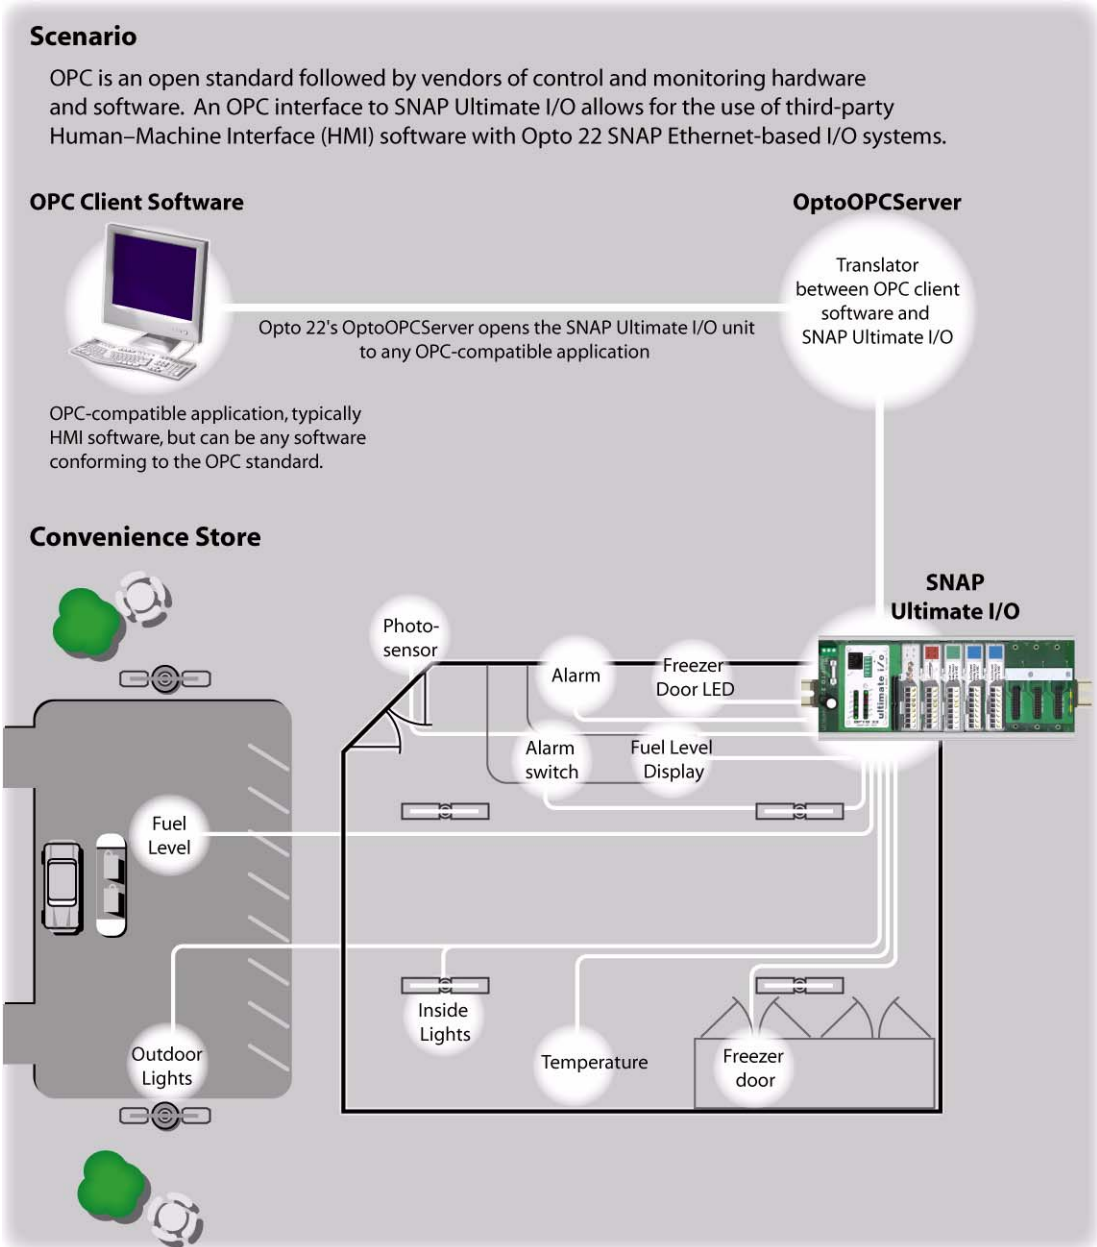 Scenario
OPC is an open standard followed by vendors of control and monitoring hardware
and software. An OPC interface to SNAP Ultimate I/O allows for the use of third-party
Human–Machine Interface (HMI) software with Opto 22 SNAP Ethernet-based I/O systems.
OPC Client Software
OptoOPCServer
Translator
between OPC client
software and
SNAP Ultimate I/O
Opto 22's OptoOPCServer opens the SNAP Ultimate I/O unit
to any OPC-compatible application
OPC-compatible application, typically
HMI software, but can be any software
conforming to the OPC standard.
Convenience Store
SNAP
Ultimate I/O
ultimate i/o
Photo-
sensor
Alarm
Freezer
Door LED
Alarm
switch
Fuel Level
Display
Fuel
Level
Inside
Lights
Outdoor
Lights
Temperature
Freezer
door